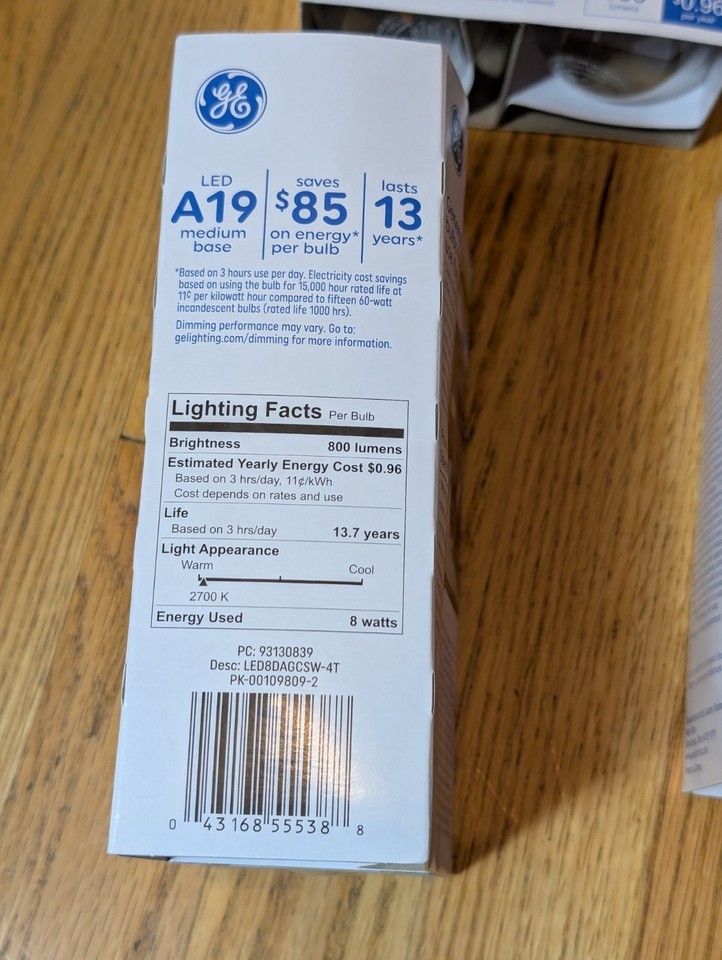 $0.96
per year
GE
LED
A19
medium
base
saves
$85
on energy*
per bulb
lasts
13
years*
*Based on 3 hours use per day. Electricity cost savings
based on using the bulb for 15,000 hour rated life at
11¢ per kilowatt hour compared to fifteen 60-watt
incandescent bulbs (rated life 1000 hrs).
Dimming performance may vary. Go to:
gelighting.com/dimming for more information.
Lighting Facts Per Bulb
Brightness 800 lumens
Estimated Yearly Energy Cost $0.96
Based on 3 hrs/day, 11¢/kWh
Cost depends on rates and use
Life
Based on 3 hrs/day 13.7 years
Light Appearance
Warm Cool
2700 K
Energy Used 8 watts
PC: 93130839
Desc: LED8DAGCSW-4T
PK-00109809-2
0 43168 55538 8